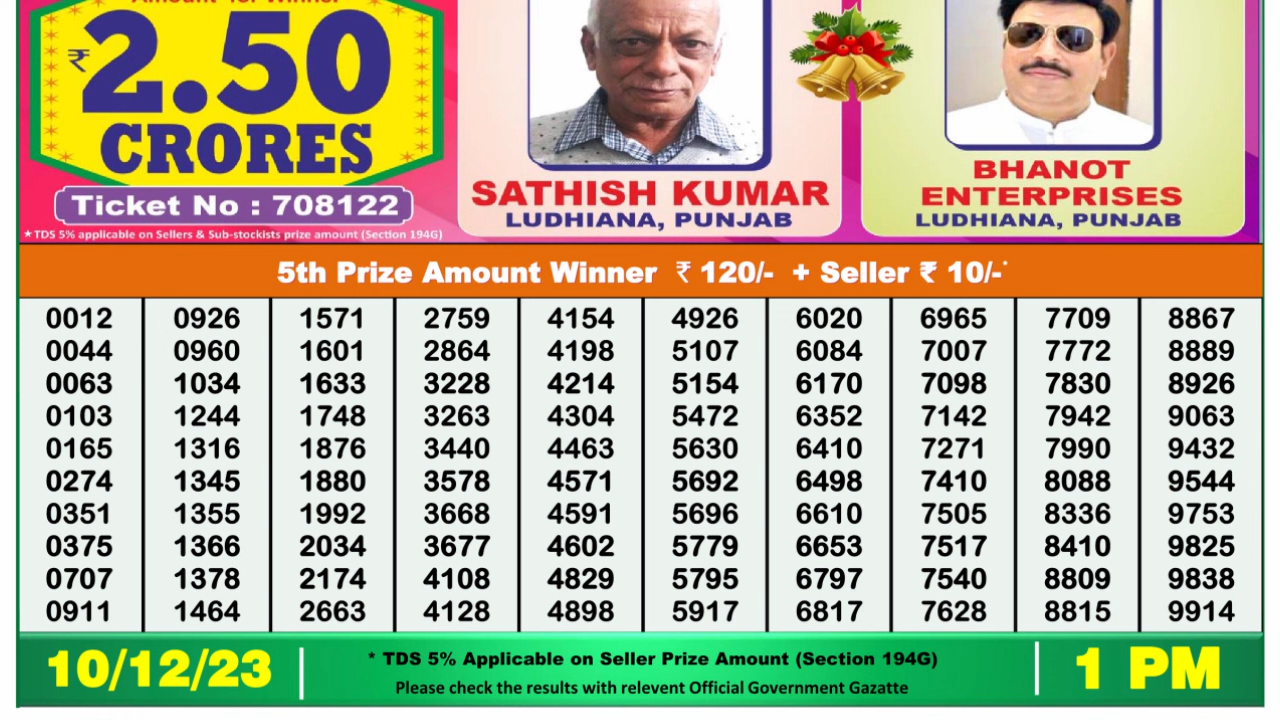 Amount for Winner
₹ 2.50
CRORES
Ticket No : 708122
★TDS 5% applicable on Sellers & Sub-stockists prize amount (Section 194G)
SATHISH KUMAR
LUDHIANA, PUNJAB
BHANOT
ENTERPRISES
LUDHIANA, PUNJAB
5th Prize Amount Winner ₹ 120/- + Seller ₹ 10/-*
0012 0926 1571 2759 4154 4926 6020 6965 7709 8867
0044 0960 1601 2864 4198 5107 6084 7007 7772 8889
0063 1034 1633 3228 4214 5154 6170 7098 7830 8926
0103 1244 1748 3263 4304 5472 6352 7142 7942 9063
0165 1316 1876 3440 4463 5630 6410 7271 7990 9432
0274 1345 1880 3578 4571 5692 6498 7410 8088 9544
0351 1355 1992 3668 4591 5696 6610 7505 8336 9753
0375 1366 2034 3677 4602 5779 6653 7517 8410 9825
0707 1378 2174 4108 4829 5795 6797 7540 8809 9838
0911 1464 2663 4128 4898 5917 6817 7628 8815 9914
10/12/23
* TDS 5% Applicable on Seller Prize Amount (Section 194G)
Please check the results with relevent Official Government Gazatte
1 PM